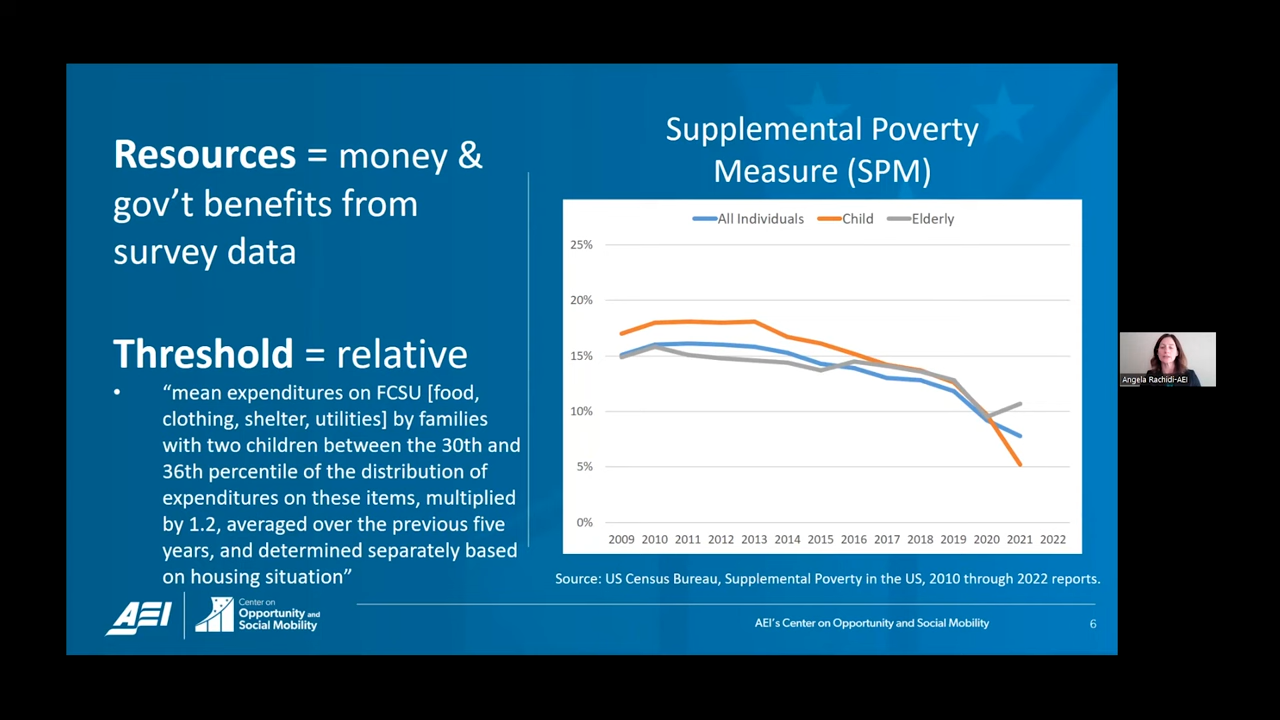 Resources = money &
gov’t benefits from
survey data
Threshold = relative
• “mean expenditures on FCSU [food,
clothing, shelter, utilities] by families
with two children between the 30th and
36th percentile of the distribution of
expenditures on these items, multiplied
by 1.2, averaged over the previous five
years, and determined separately based
on housing situation”
Supplemental Poverty
Measure (SPM)
All Individuals Child Elderly
25%
20%
15%
10%
5%
0%
2009 2010 2011 2012 2013 2014 2015 2016 2017 2018 2019 2020 2021 2022
Source: US Census Bureau, Supplemental Poverty in the US, 2010 through 2022 reports.
AEI
Center on
Opportunity and
Social Mobility
AEI’s Center on Opportunity and Social Mobility
6
Angela Rachidi-AEI